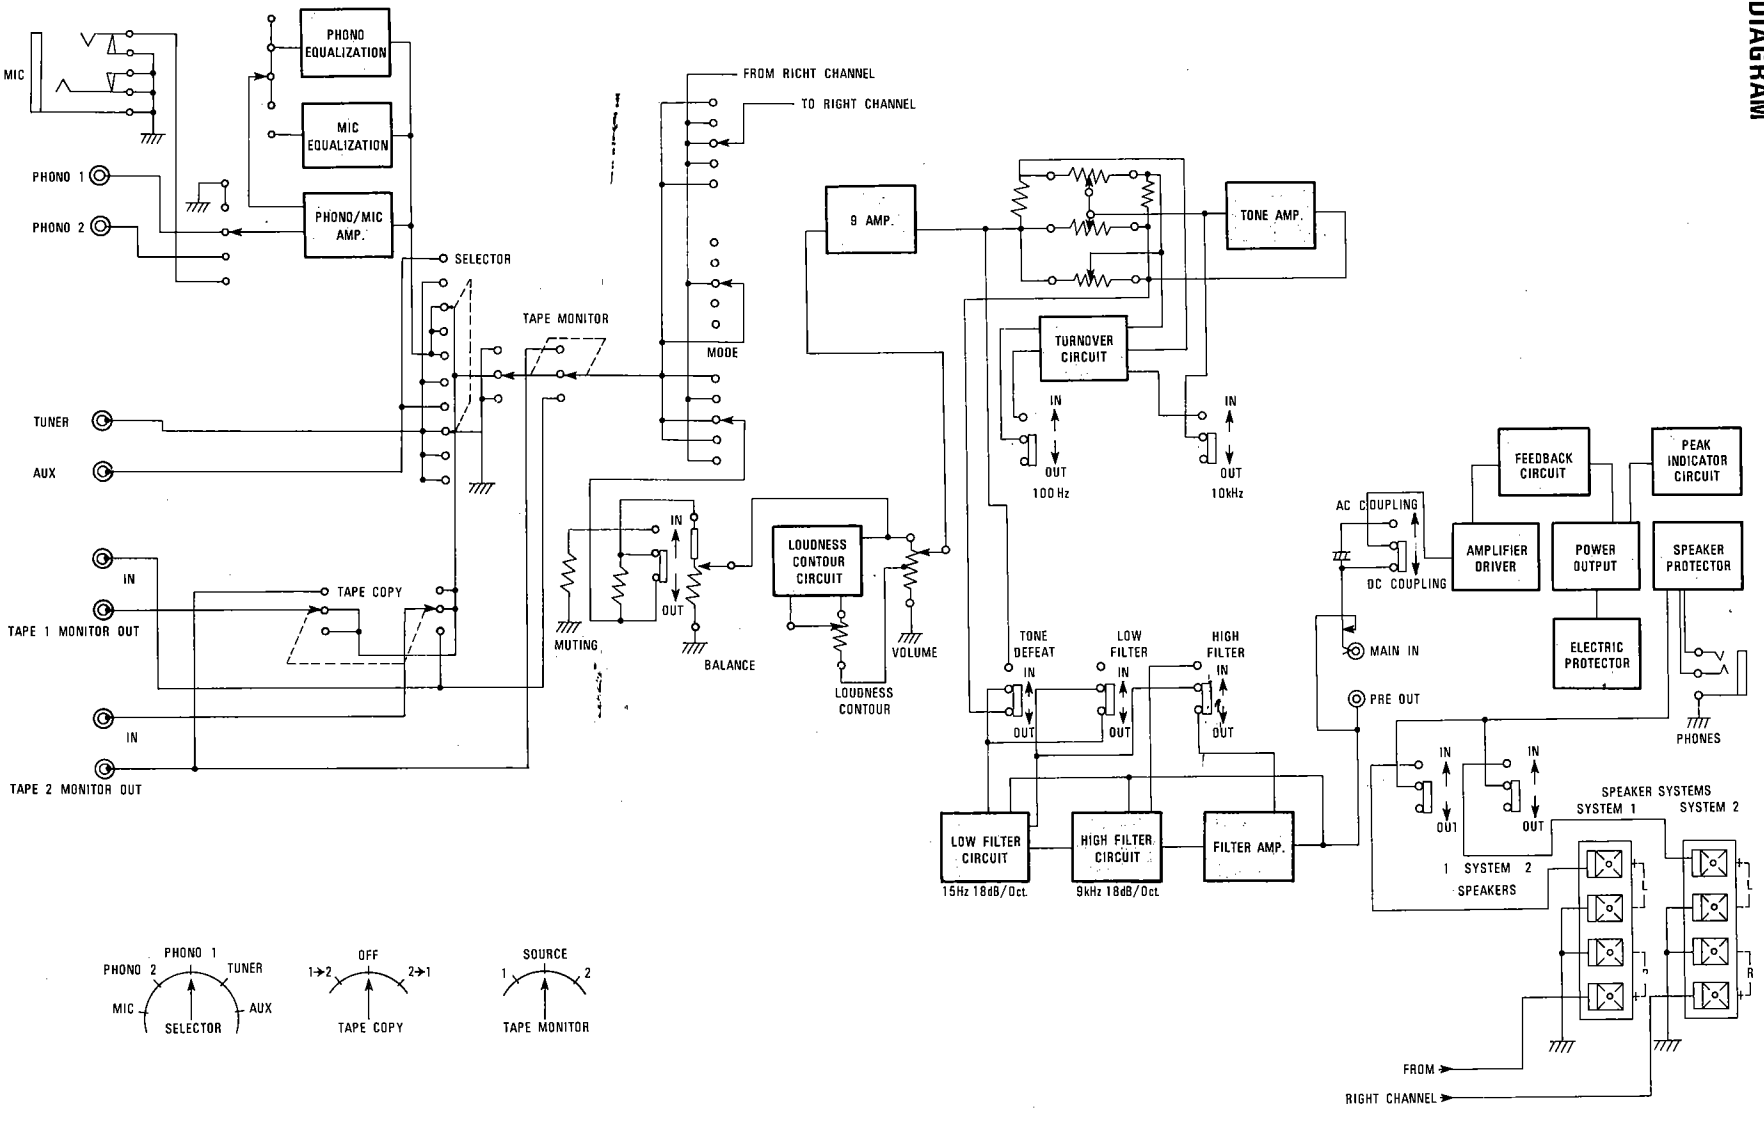 DIAGRAM
MIC
PHONO
EQUALIZATION
MIC
EQUALIZATION
PHONO/MIC
AMP.
PHONO 1
PHONO 2
FROM RIGHT CHANNEL
TO RIGHT CHANNEL
SELECTOR
TAPE MONITOR
MODE
TUNER
AUX
IN
TAPE COPY
TAPE 1 MONITOR OUT
IN
TAPE 2 MONITOR OUT
MUTING
IN
OUT
BALANCE
LOUDNESS
CONTOUR
CIRCUIT
LOUDNESS
CONTOUR
VOLUME
9 AMP.
TONE AMP.
TURNOVER
CIRCUIT
IN
OUT
100Hz
IN
OUT
10kHz
TONE
DEFEAT
IN
OUT
LOW
FILTER
IN
OUT
HIGH
FILTER
IN
OUT
LOW FILTER
CIRCUIT
15Hz 18dB/Oct.
HIGH FILTER
CIRCUIT
9kHz 18dB/Oct.
FILTER AMP.
AC COUPLING
DC COUPLING
AMPLIFIER
DRIVER
FEEDBACK
CIRCUIT
PEAK
INDICATOR
CIRCUIT
POWER
OUTPUT
SPEAKER
PROTECTOR
ELECTRIC
PROTECTOR
MAIN IN
PRE OUT
PHONES
IN
OUT
IN
OUT
1 SYSTEM 2
SPEAKERS
SPEAKER SYSTEMS
SYSTEM 1 SYSTEM 2
+
L
+
+
L
+
R
+
FROM
RIGHT CHANNEL
PHONO 1
PHONO 2
TUNER
MIC
AUX
SELECTOR
OFF
1→2
2→1
TAPE COPY
SOURCE
1
2
TAPE MONITOR